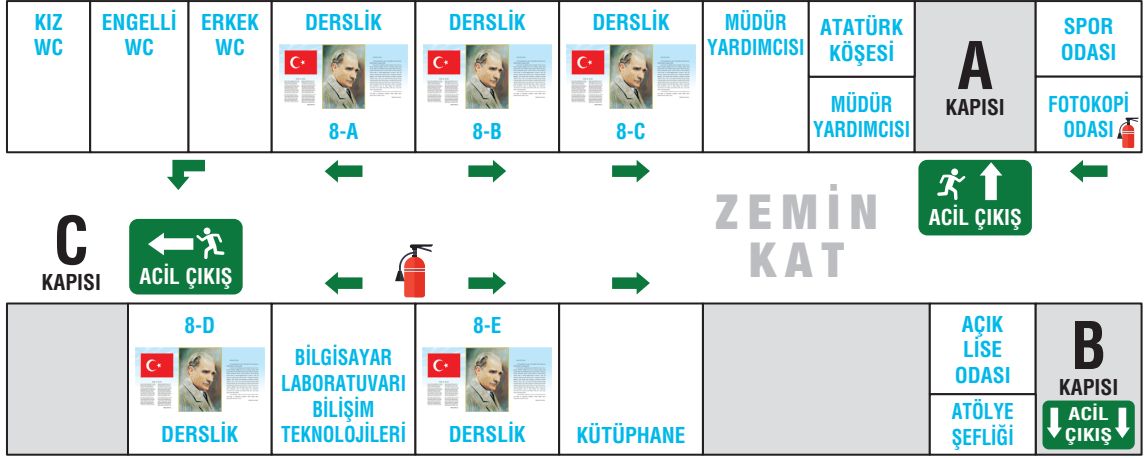 KIZ
WC
ENGELLİ
WC
ERKEK
WC
DERSLİK
8-A
DERSLİK
8-B
DERSLİK
8-C
MÜDÜR
YARDIMCISI
ATATÜRK
KÖŞESİ
MÜDÜR
YARDIMCISI
A
KAPISI
SPOR
ODASI
FOTOKOPİ
ODASI
C
KAPISI
ACİL ÇIKIŞ
ZEMİN
KAT
ACİL ÇIKIŞ
8-D
DERSLİK
BİLGİSAYAR
LABORATUVARI
BİLİŞİM
TEKNOLOJİLERİ
8-E
DERSLİK
KÜTÜPHANE
AÇIK
LİSE
ODASI
ATÖLYE
ŞEFLİĞİ
B
KAPISI
ACİL
ÇIKIŞ